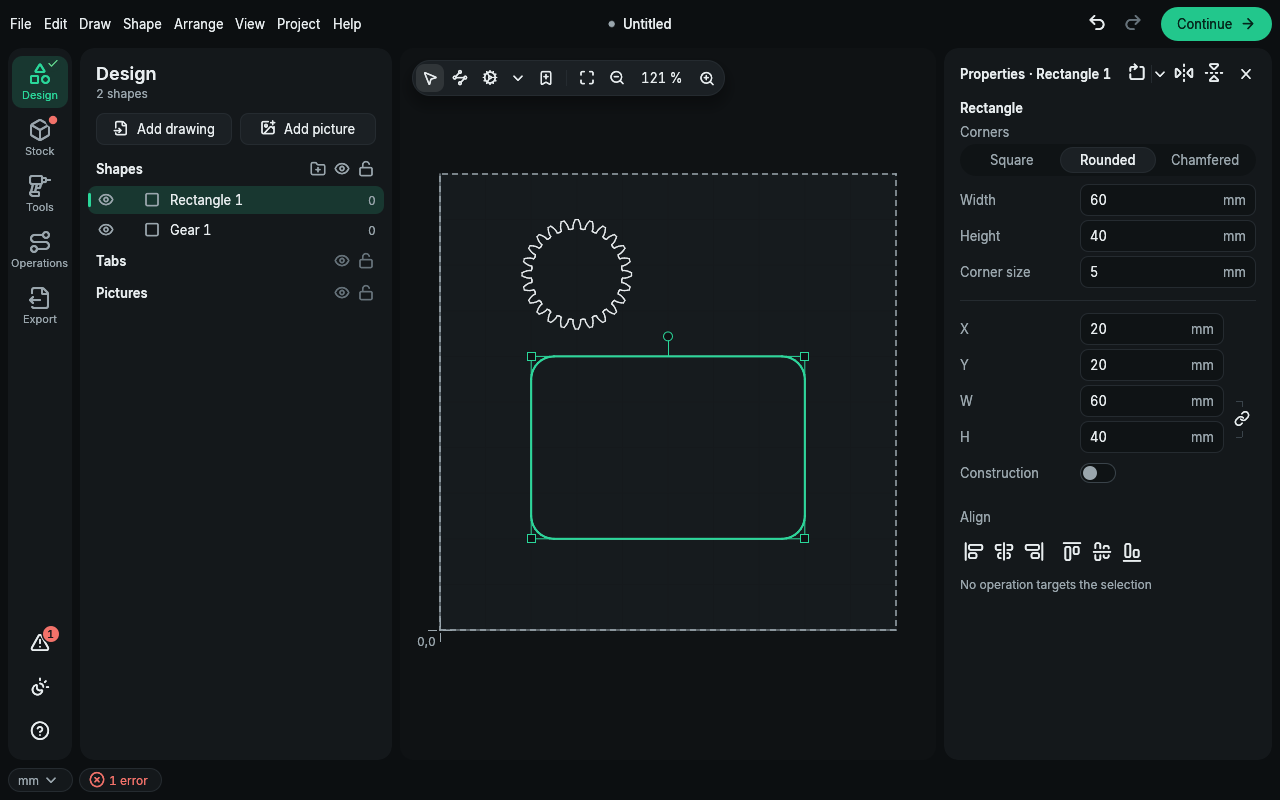 File Edit Draw Shape Arrange View Project Help
Untitled
Continue
Design
Stock
Tools
Operations
Export
1
Design
2 shapes
Add drawing
Add picture
Shapes
Rectangle 1 0
Gear 1 0
Tabs
Pictures
121 %
0,0
Properties · Rectangle 1
Rectangle
Corners
Square Rounded Chamfered
Width 60 mm
Height 40 mm
Corner size 5 mm
X 20 mm
Y 20 mm
W 60 mm
H 40 mm
Construction
Align
No operation targets the selection
mm
1 error